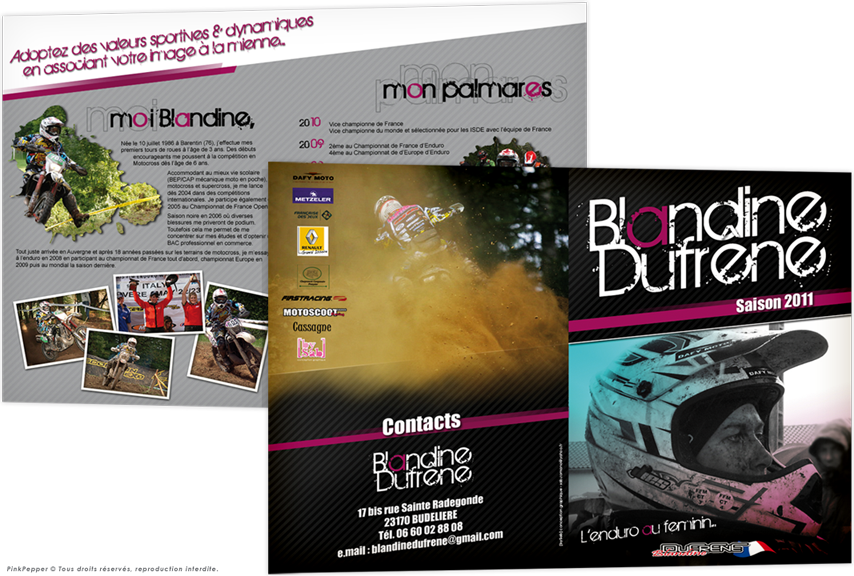 Adoptez des valeurs sportives & dynamiques
en associant votre image à la mienne...
moi Blandine,
Née le 10 juillet 1986 à Barentin (76), j'effectue mes
premiers tours de roues à l'âge de 3 ans. Des débuts
encourageants me poussent à la compétition en
Motocross dès l'âge de 6 ans.
Accommodant au mieux vie scolaire
(BEP/CAP mécanique moto en poche),
motocross et supercross, je me lance
dès 2004 dans des compétitions
internationales. Je participe également
2005 au Championnat de France Open
Saison noire en 2006 où diverses
blessures me priveront de podium.
Toutefois cela me permet de me
concentrer sur mes études et d'obtenir
BAC professionnel en commerce
Tout juste arrivée en Auvergne et après 18 années passées sur les terrains de motocross, je m'essaie
à l'enduro en 2008 en participant au championnat de France tout d'abord, championnat Europe en
2009 puis au mondial la saison dernière
mon palmares
2010 Vice championne de France
Vice championne du monde et sélectionnée pour les ISDE avec l'équipe de France
2009 2ème au Championnat de France d'Enduro
4ème au Championnat d'Europe d'Enduro
DAFY MOTO
METZELER
RENAULT
FIRSTRACING
MOTOSCOOT
Cassagne
Contacts
Blandine
Dufrene
17 bis rue Sainte Radegonde
23170 BUDELIERE
Tél. 06 60 02 88 08
e.mail : blandinedufrene@gmail.com
Blandine
Dufrene
Saison 2011
DAFY MOTO
L'enduro au feminin...
DUFRENE
PinkPepper © Tous droits réservés, reproduction interdite.